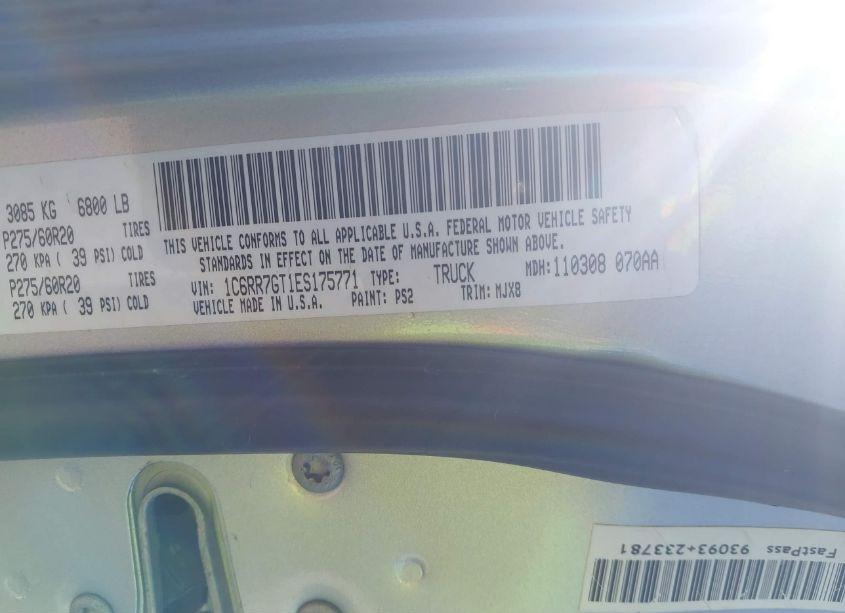 3085 KG 6800 LB
P275/60R20 TIRES
270 KPA ( 39 PSI) COLD
P275/60R20 TIRES
270 KPA ( 39 PSI) COLD
THIS VEHICLE CONFORMS TO ALL APPLICABLE U.S.A. FEDERAL MOTOR VEHICLE SAFETY
STANDARDS IN EFFECT ON THE DATE OF MANUFACTURE SHOWN ABOVE.
VIN: 1C6RR7GT1ES175771 TYPE: TRUCK MDH: 110308 070AA
VEHICLE MADE IN U.S.A. PAINT: PS2 TRIM: MJX8
FastPass 93093+233781